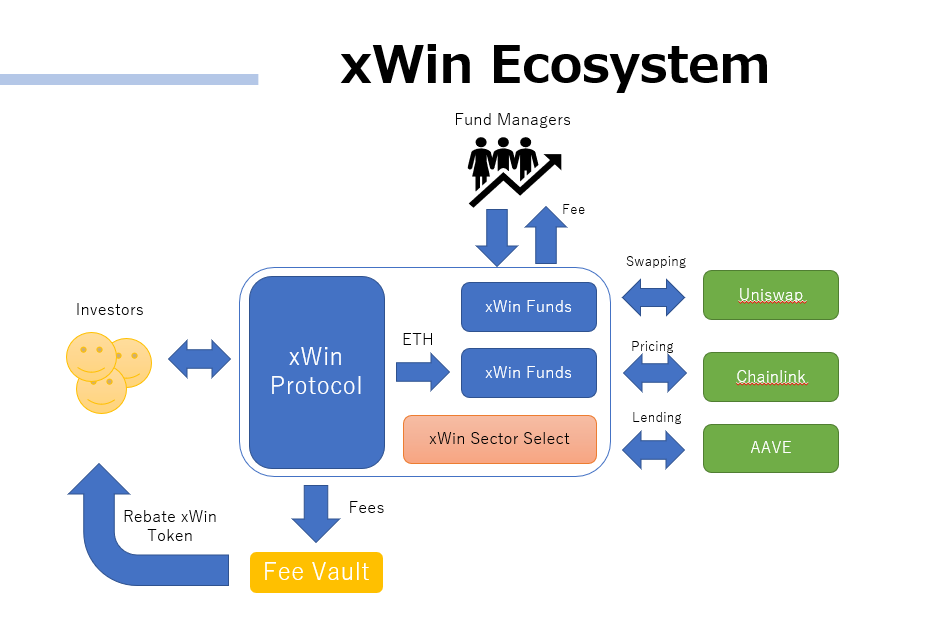 xWin Ecosystem
Fund Managers
Fee
Swapping
Uniswap
Investors
xWin Funds
ETH
xWin
Protocol
Pricing
xWin Funds
Chainlink
Lending
xWin Sector Select
AAVE
Fees
Rebate xWin
Token
Fee Vault